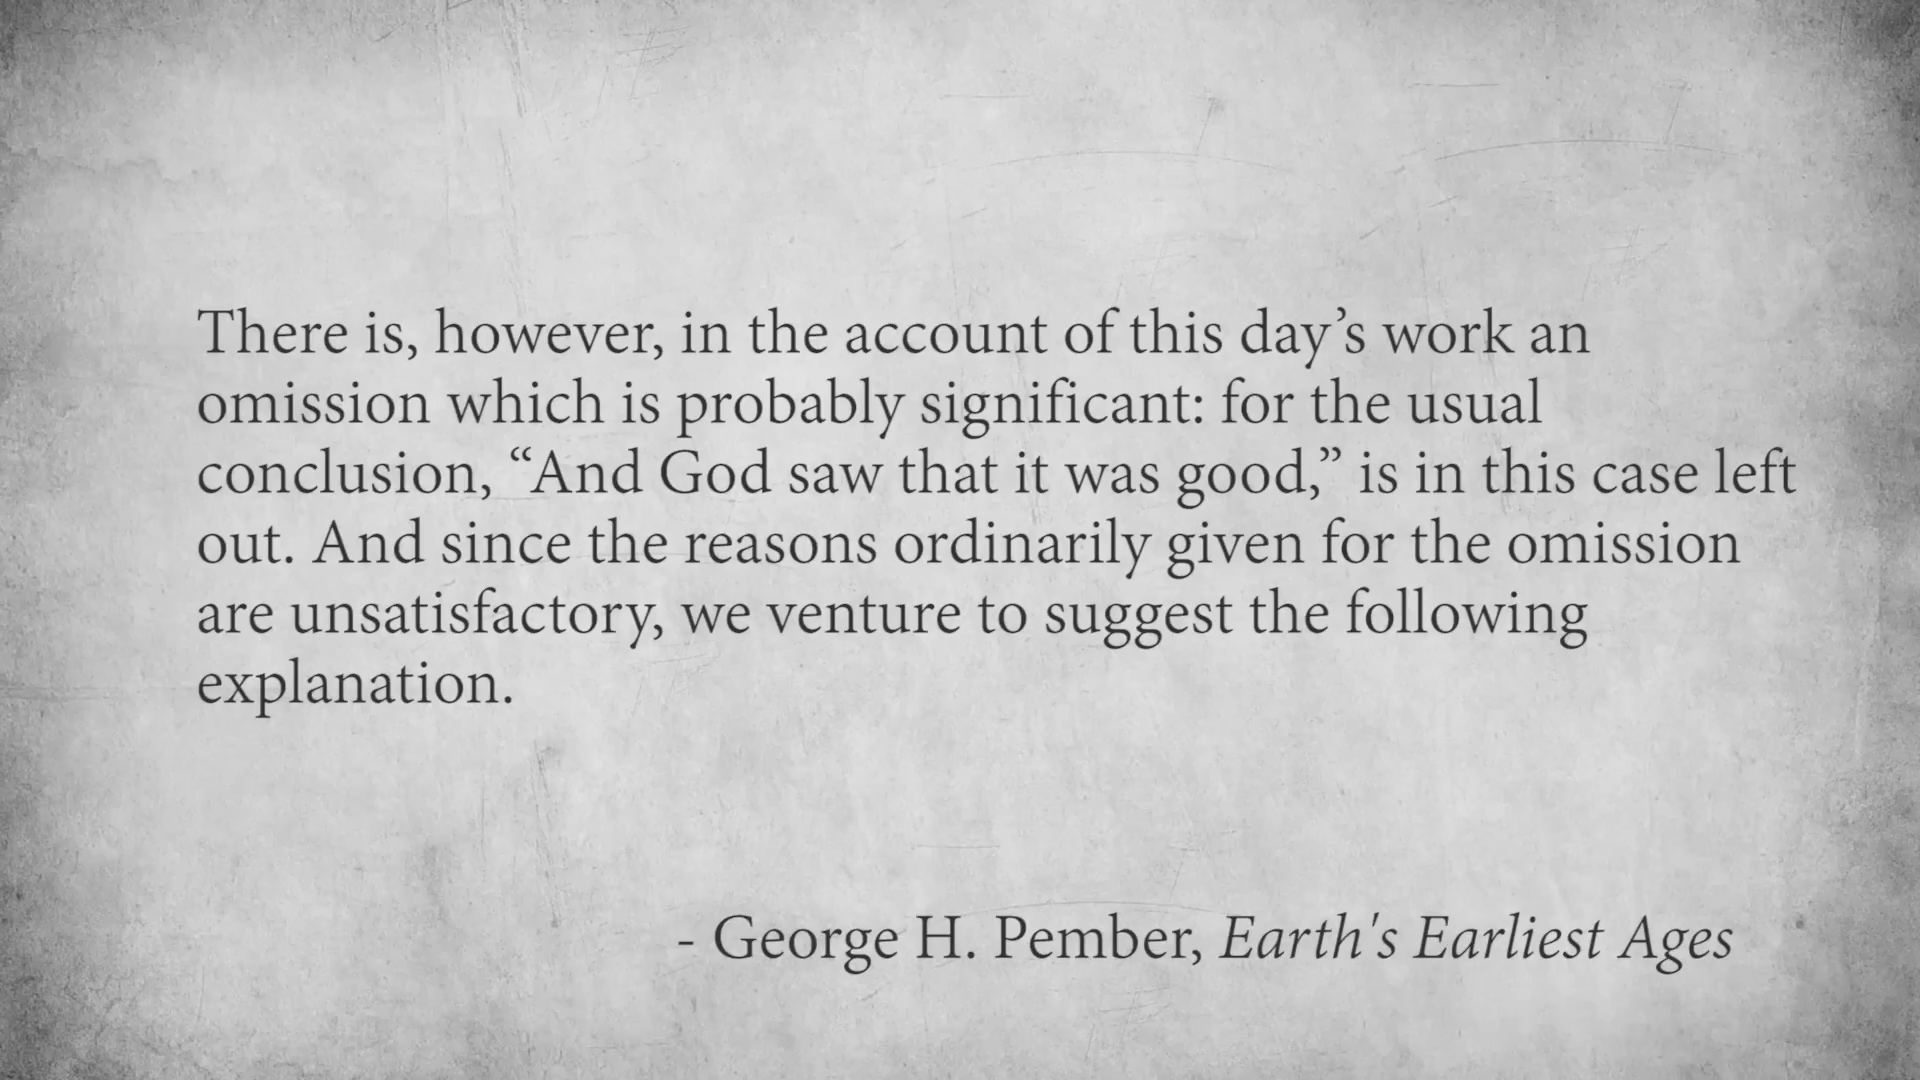 There is, however, in the account of this day’s work an
omission which is probably significant: for the usual
conclusion, “And God saw that it was good,” is in this case left
out. And since the reasons ordinarily given for the omission
are unsatisfactory, we venture to suggest the following
explanation.
- George H. Pember, Earth's Earliest Ages